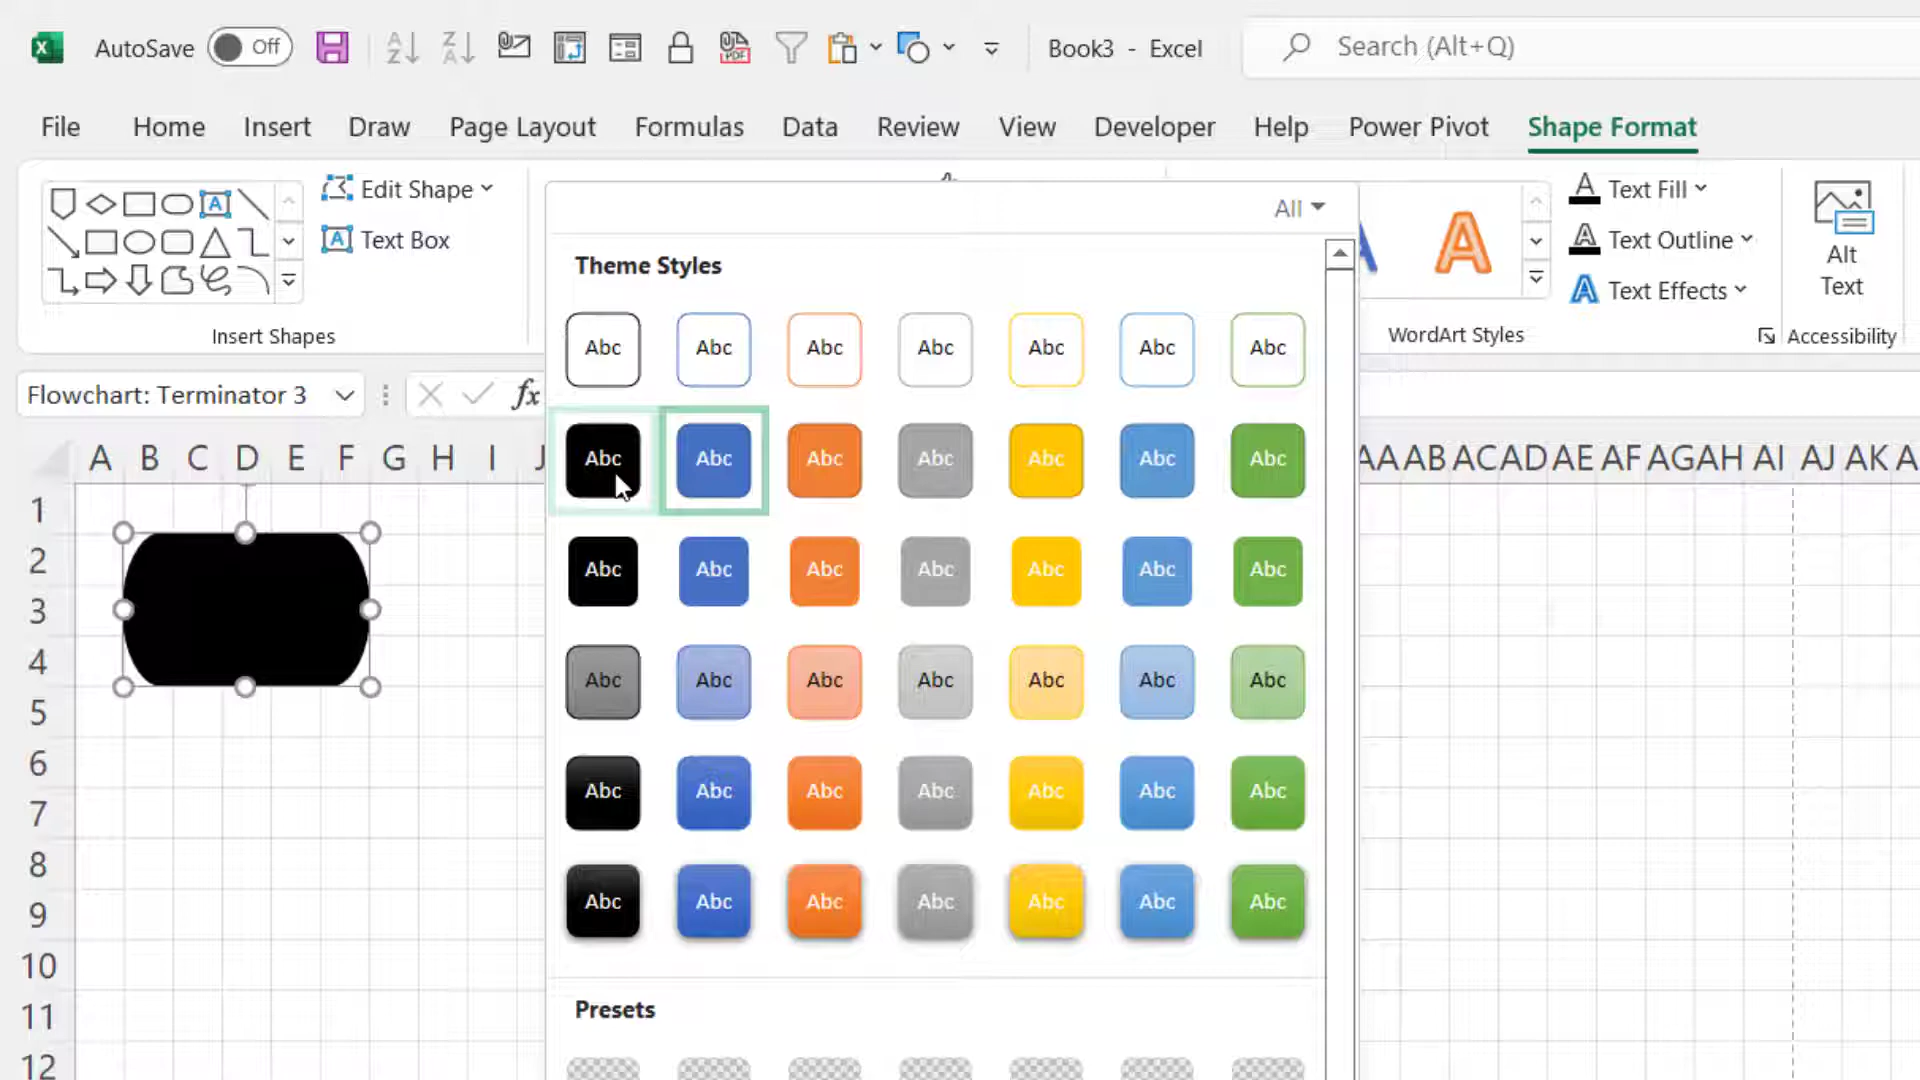 AutoSave Off Book3 - Excel Search (Alt+Q)
File Home Insert Draw Page Layout Formulas Data Review View Developer Help Power Pivot Shape Format
Edit Shape
Text Box
Insert Shapes
All
Text Fill
Text Outline
Text Effects
WordArt Styles
Alt
Text
Accessibility
Flowchart: Terminator 3
fx
Theme Styles
Abc Abc Abc Abc Abc Abc Abc
Abc Abc Abc Abc Abc Abc Abc
Abc Abc Abc Abc Abc Abc Abc
Abc Abc Abc Abc Abc Abc Abc
Abc Abc Abc Abc Abc Abc Abc
Abc Abc Abc Abc Abc Abc Abc
Presets
A B C D E F G H I J AA AB AC AD AE AF AG AH AI AJ AK A
1
2
3
4
5
6
7
8
9
10
11
12